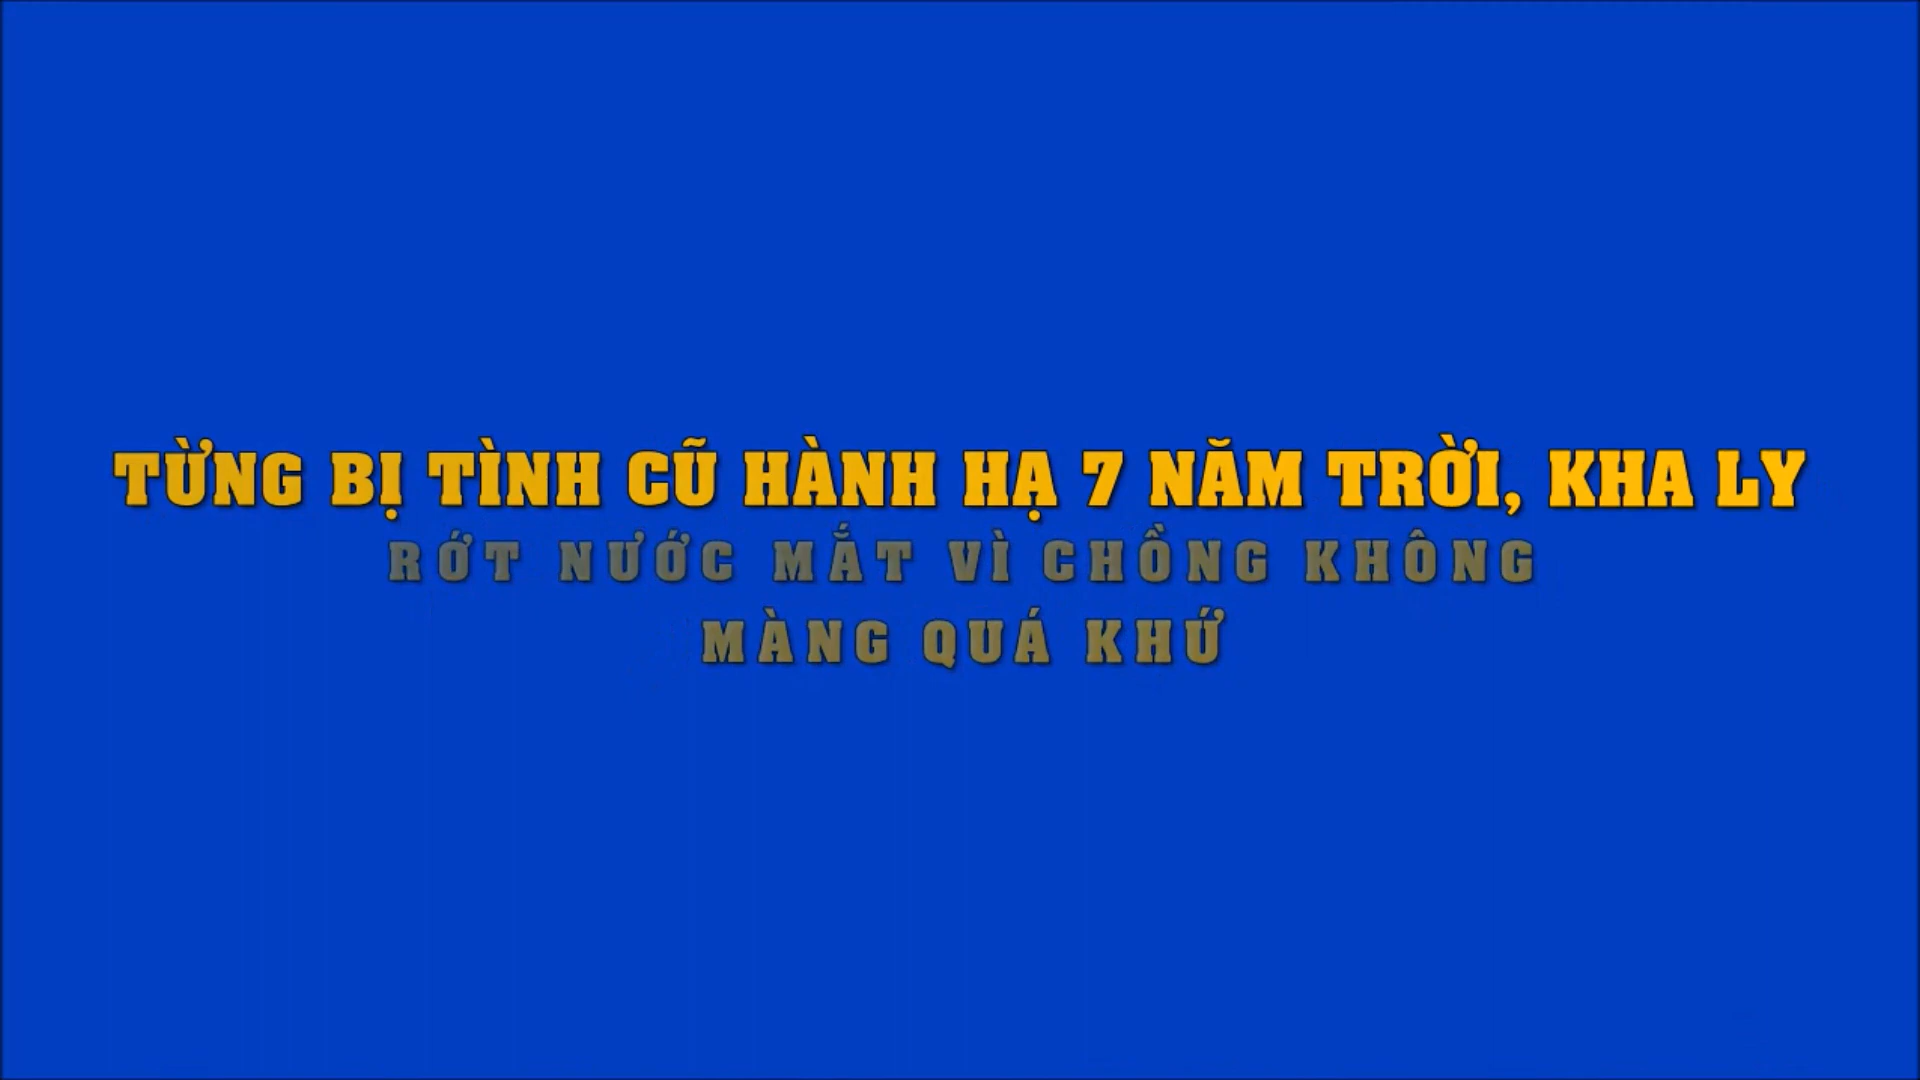 TỪNG BỊ TÌNH CŨ HÀNH HẠ 7 NĂM TRỜI, KHA LY
RỚT NƯỚC MẮT VÌ CHỒNG KHÔNG
MÀNG QUÁ KHỨ